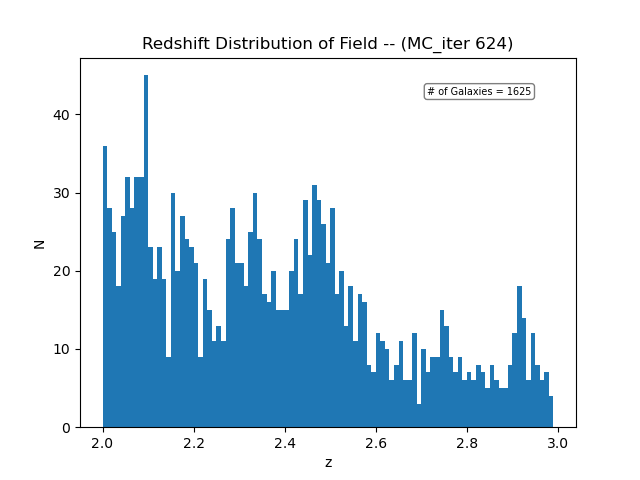 Redshift Distribution of Field -- (MC_iter 624)
# of Galaxies = 1625
40
30
20
10
0
N
2.0 2.2 2.4 2.6 2.8 3.0
z